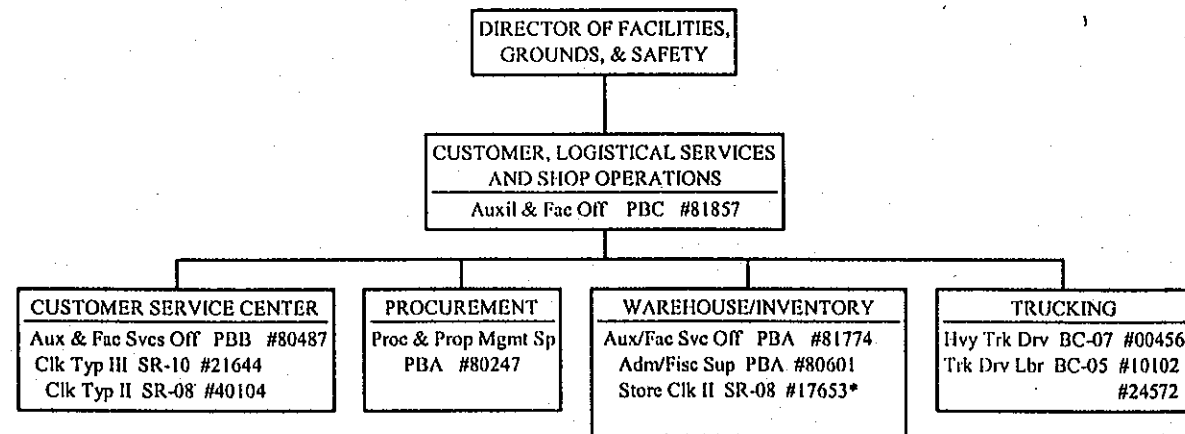 DIRECTOR OF FACILITIES,
GROUNDS, & SAFETY
CUSTOMER, LOGISTICAL SERVICES
AND SHOP OPERATIONS
Auxil & Fac Off PBC #81857
CUSTOMER SERVICE CENTER
Aux & Fac Svcs Off PBB #80487
Clk Typ III SR-10 #21644
Clk Typ II SR-08 #40104
PROCUREMENT
Proc & Prop Mgmt Sp
PBA #80247
WAREHOUSE/INVENTORY
Aux/Fac Svc Off PBA #81774
Adm/Fisc Sup PBA #80601
Store Clk II SR-08 #17653*
TRUCKING
Hvy Trk Drv BC-07 #00456
Trk Drv Lbr BC-05 #10102
#24572